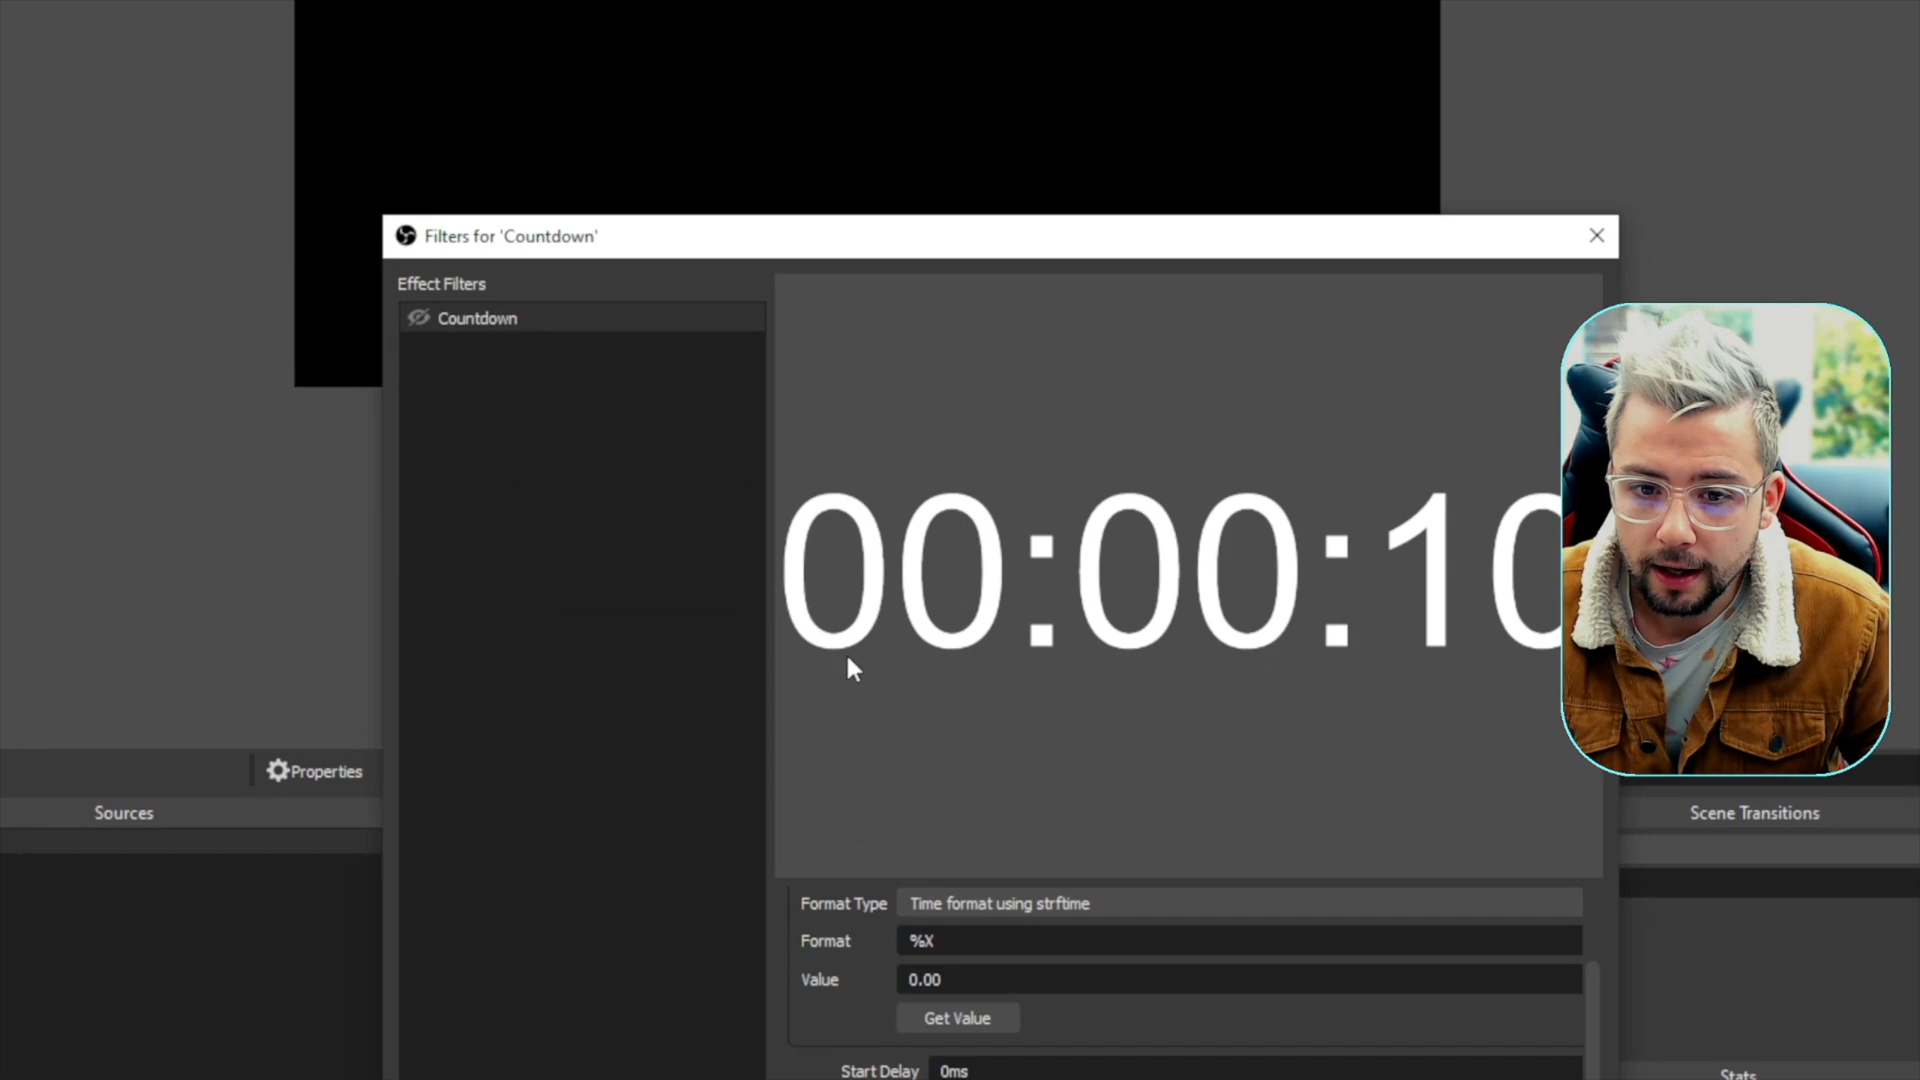 Filters for 'Countdown'
Effect Filters
Countdown
00:00:10
Properties
Sources
Scene Transitions
Format Type Time format using strftime
Format %X
Value 0.00
Get Value
Start Delay 0ms
Stats